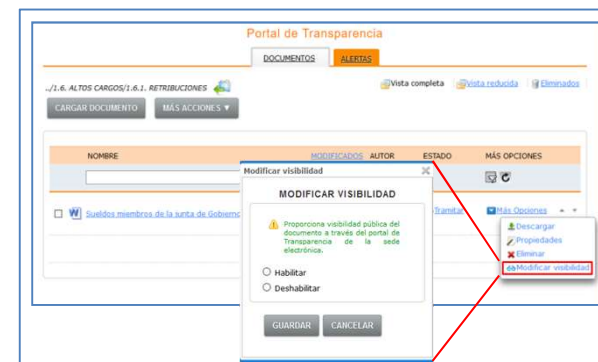 Portal de Transparencia
DOCUMENTOS ALERTAS
../1.6. ALTOS CARGOS/1.6.1. RETRIBUCIONES
Vista completa Vista reducida Eliminados
CARGAR DOCUMENTO MÁS ACCIONES ▼
NOMBRE MODIFICADOS AUTOR ESTADO MÁS OPCIONES
Modificar visibilidad
MODIFICAR VISIBILIDAD
Sueldos miembros de la junta de Gobierno
Tramitar Más Opciones
Proporciona visibilidad pública del
documento a través del portal de
Transparencia de la sede
electrónica.
Habilitar
Deshabilitar
GUARDAR CANCELAR
Descargar
Propiedades
Eliminar
Modificar visibilidad